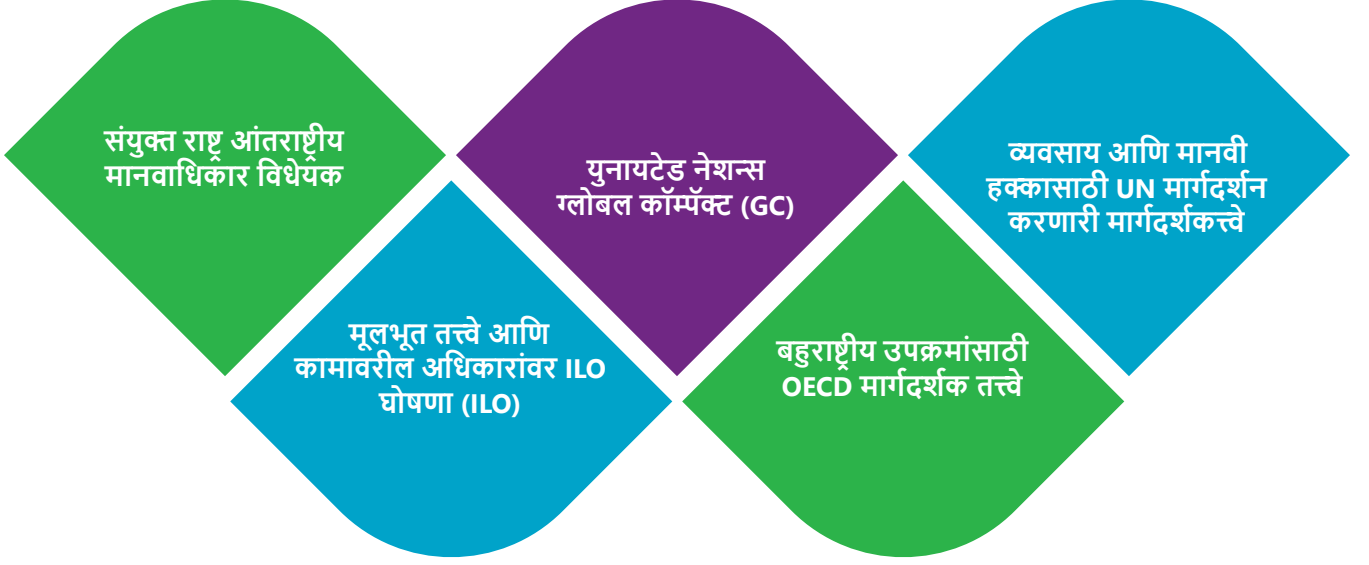 संयुक्त राष्ट्र आंतराष्ट्रीय
मानवाधिकार विधेयक
मूलभूत तत्त्वे आणि
कामावरील अधिकारांवर ILO
घोषणा (ILO)
युनायटेड नेशन्स
ग्लोबल कॉम्पॅक्ट (GC)
बहुराष्ट्रीय उपक्रमांसाठी
OECD मार्गदर्शक तत्त्वे
व्यवसाय आणि मानवी
हक्कासाठी UN मार्गदर्शन
करणारी मार्गदर्शकत्त्वे